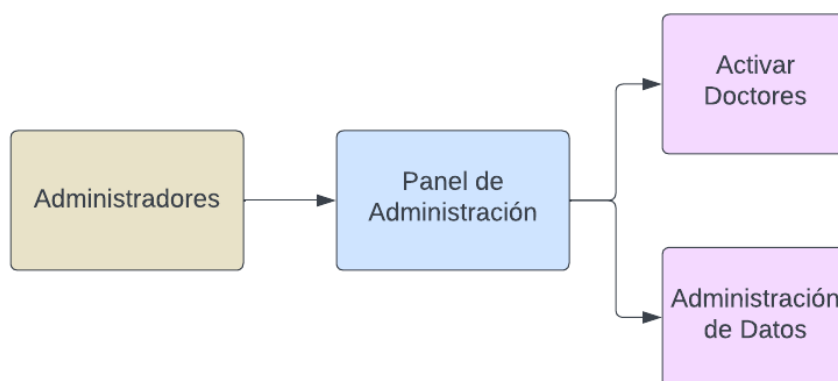 Administradores
Panel de
Administración
Activar
Doctores
Administración
de Datos